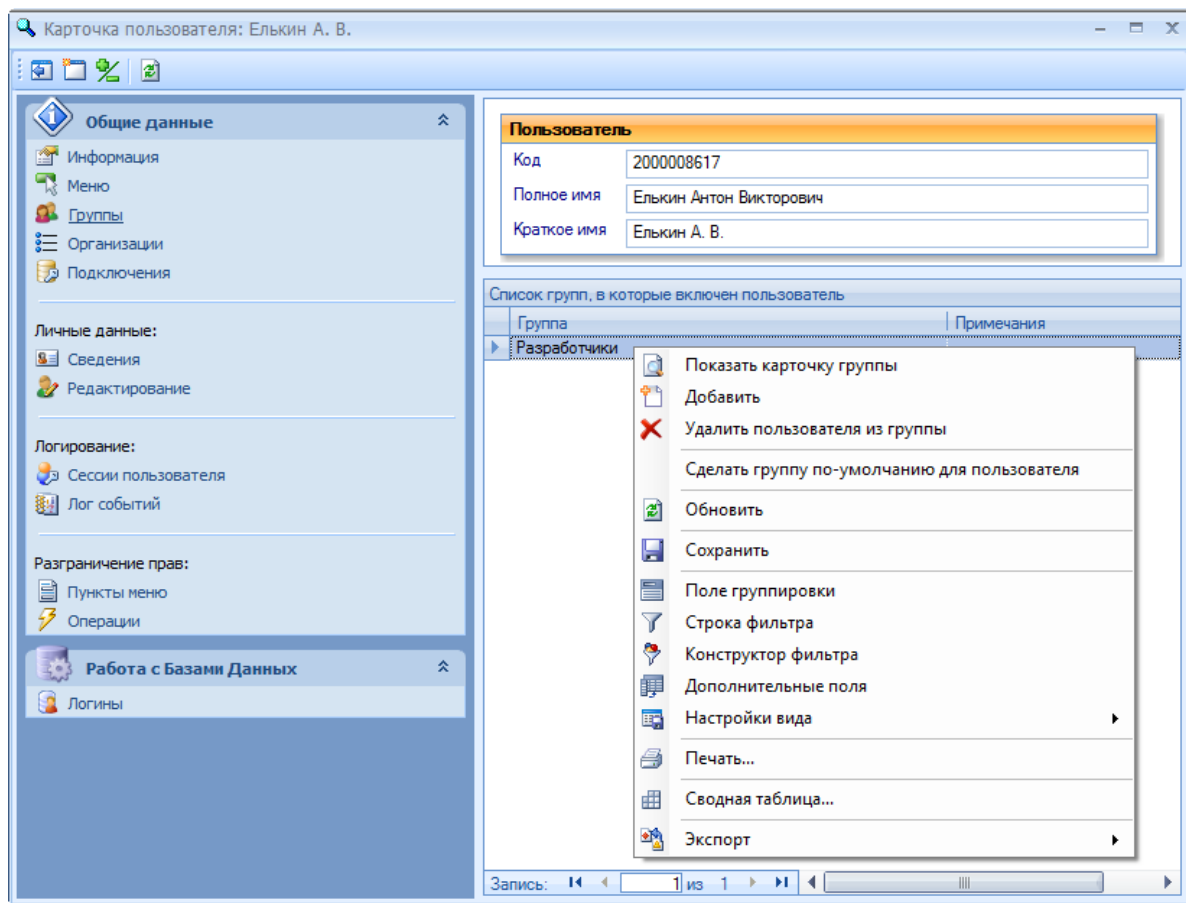 Карточка пользователя: Елькин А. В.
Общие данные
Информация
Меню
Группы
Организации
Подключения
Личные данные:
Сведения
Редактирование
Логирование:
Сессии пользователя
Лог событий
Разграничение прав:
Пункты меню
Операции
Работа с Базами Данных
Логины
Пользователь
Код 2000008617
Полное имя Елькин Антон Викторович
Краткое имя Елькин А. В.
Список групп, в которые включен пользователь
Группа Примечания
Разработчики
Показать карточку группы
Добавить
Удалить пользователя из группы
Сделать группу по-умолчанию для пользователя
Обновить
Сохранить
Поле группировки
Строка фильтра
Конструктор фильтра
Дополнительные поля
Настройки вида
Печать...
Сводная таблица...
Экспорт
Запись: 1 из 1